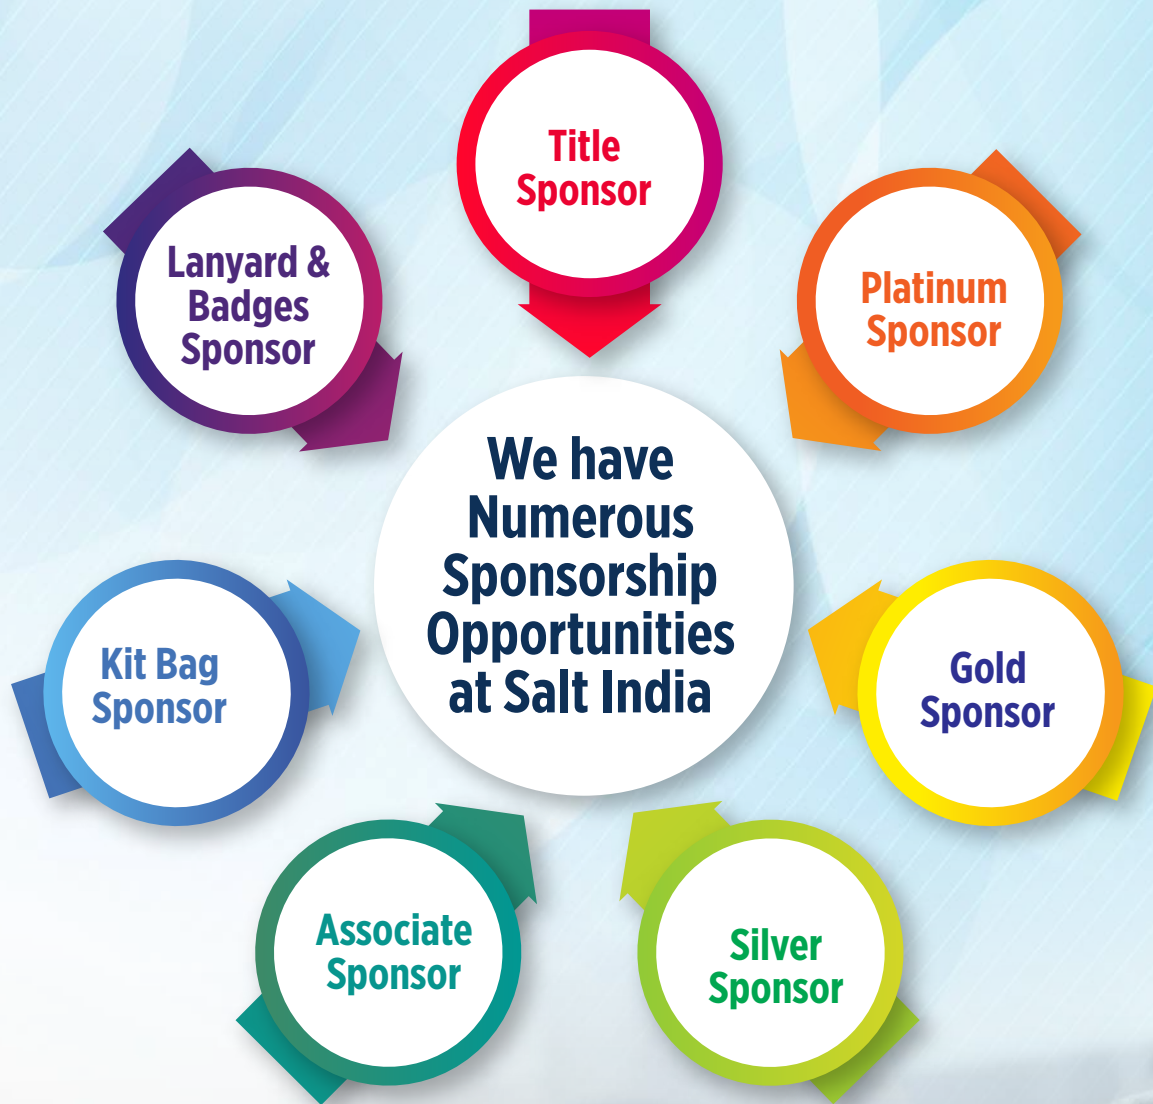 Title
Sponsor
Platinum
Sponsor
Gold
Sponsor
Silver
Sponsor
Associate
Sponsor
Kit Bag
Sponsor
Lanyard &
Badges
Sponsor
We have
Numerous
Sponsorship
Opportunities
at Salt India